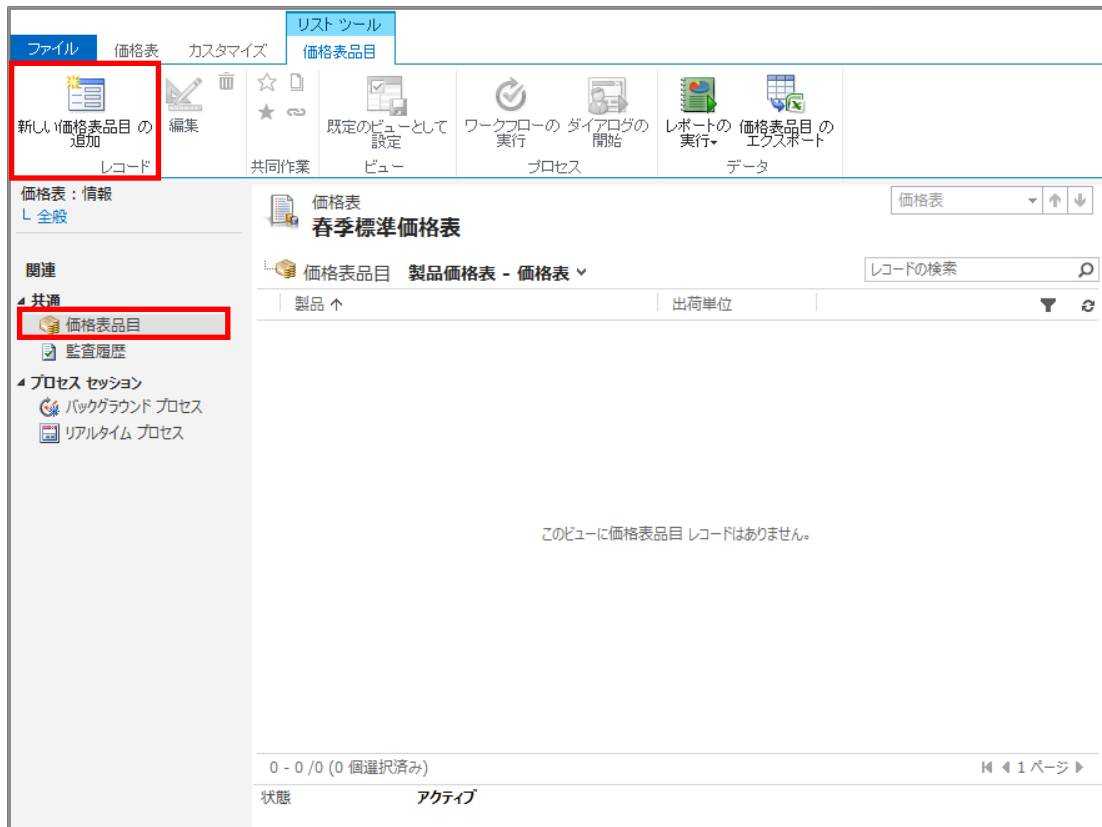 リスト ツール
ファイル 価格表 カスタマイズ 価格表品目
新しい価格表品目 の
追加
編集
既定のビューとして
設定
ワークフローの
実行
ダイアログの
開始
レポートの
実行▾
価格表品目 の
エクスポート
レコード 共同作業 ビュー プロセス データ
価格表 : 情報
└ 全般
関連
共通
価格表品目
監査履歴
プロセス セッション
バックグラウンド プロセス
リアルタイム プロセス
価格表
春季標準価格表
価格表
価格表品目 製品価格表 - 価格表
レコードの検索
製品 ↑ 出荷単位
このビューに価格表品目 レコードはありません。
0 - 0 /0 (0 個選択済み)
1 ページ
状態 アクティブ